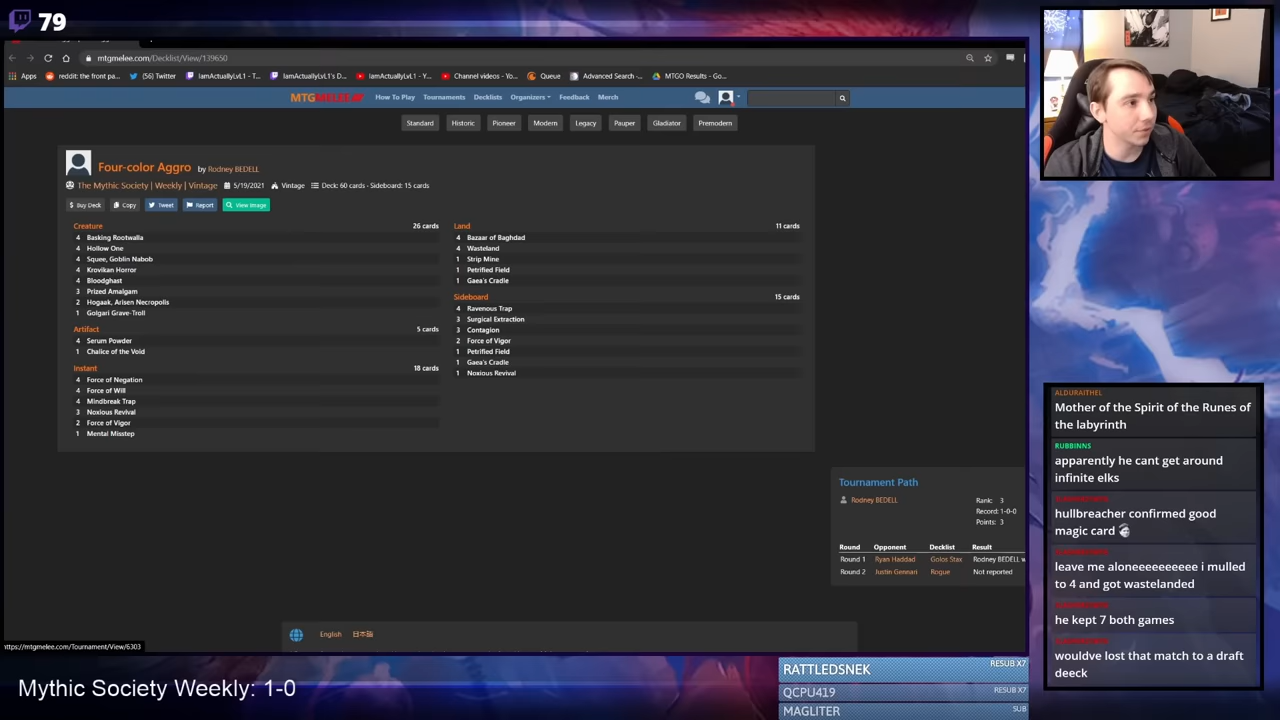 79
mtgmelee.com/Decklist/View/139650
Apps reddit: the front pa... (56) Twitter IamActuallyLvL1 - T... IamActuallyLvL1's D... IamActuallyLvL1 - Y... Channel videos - Yo... Queue Advanced Search -... MTGO Results - Go...
MTGMELEE How To Play Tournaments Decklists Organizers Feedback Merch
Standard Historic Pioneer Modern Legacy Pauper Gladiator Premodern
Four-color Aggro by Rodney BEDELL
The Mythic Society | Weekly | Vintage 5/19/2021 Vintage Deck: 60 cards - Sideboard: 15 cards
$ Buy Deck Copy Tweet Report View Image
Creature 26 cards
4 Basking Rootwalla
4 Hollow One
4 Squee, Goblin Nabob
4 Krovikan Horror
4 Bloodghast
3 Prized Amalgam
2 Hogaak, Arisen Necropolis
1 Golgari Grave-Troll
Artifact 5 cards
4 Serum Powder
1 Chalice of the Void
Instant 18 cards
4 Force of Negation
4 Force of Will
4 Mindbreak Trap
3 Noxious Revival
2 Force of Vigor
1 Mental Misstep
Land 11 cards
4 Bazaar of Baghdad
4 Wasteland
1 Strip Mine
1 Petrified Field
1 Gaea's Cradle
Sideboard 15 cards
4 Ravenous Trap
3 Surgical Extraction
3 Contagion
2 Force of Vigor
1 Petrified Field
1 Gaea's Cradle
1 Noxious Revival
Tournament Path
Rodney BEDELL
Rank: 3
Record: 1-0-0
Points: 3
Round Opponent Decklist Result
Round 1 Ryan Haddad Golos Stax Rodney BEDELL w
Round 2 Justin Gennari Rogue Not reported
English 日本語
https://mtgmelee.com/Tournament/View/6303
ALDURAITHEL
Mother of the Spirit of the Runes of
the labyrinth
RUBBINNS
apparently he cant get around
infinite elks
hullbreacher confirmed good
magic card
leave me aloneeeeeeeeee i mulled
to 4 and got wastelanded
he kept 7 both games
wouldve lost that match to a draft
deeck
Mythic Society Weekly: 1-0
RATTLEDSNEK RESUB X7
QCPU419 RESUB X7
MAGLITER SUB